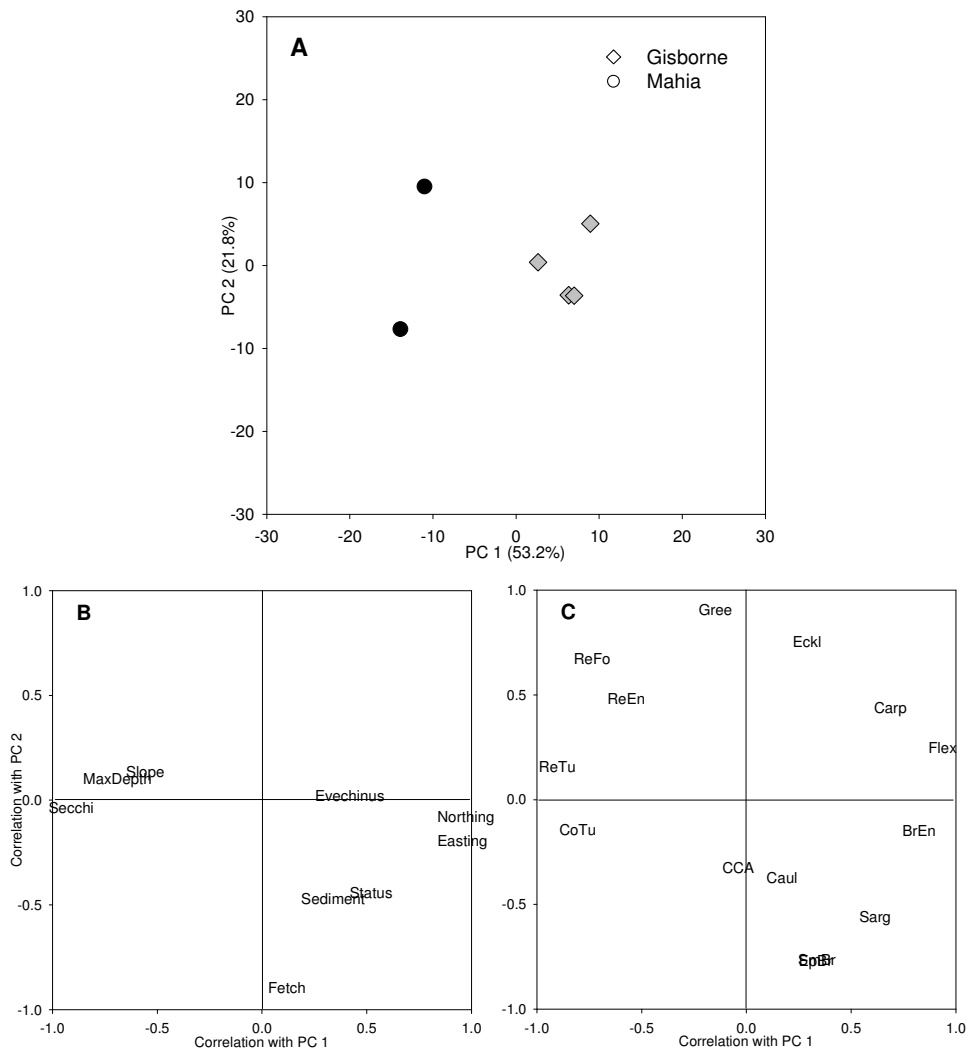 A
Gisborne
Mahia
30
20
10
0
-10
-20
-30
PC 2 (21.8%)
-30 -20 -10 0 10 20 30
PC 1 (53.2%)
B
1.0
0.5
0.0
-0.5
-1.0
Correlation with PC 2
Slope
MaxDepth
Secchi
Evechinus
Northing
Easting
Status
Sediment
Fetch
-1.0 -0.5 0.0 0.5 1.0
Correlation with PC 1
C
1.0
0.5
0.0
-0.5
-1.0
Gree
Eckl
ReFo
ReEn
Carp
Flex
ReTu
CoTu
BrEn
CCA
Caul
Sarg
-1.0 -0.5 0.0 0.5 1.0
Correlation with PC 1